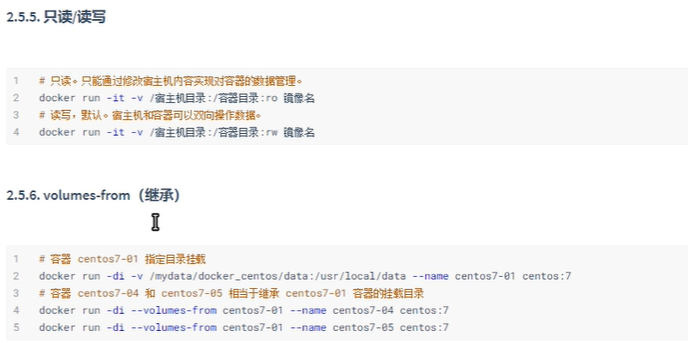 2.5.5. 只读/读写
1 # 只读。只能通过修改宿主机内容实现对容器的数据管理。
2 docker run -it -v /宿主机目录:/容器目录:ro 镜像名
3 # 读写，默认。宿主机和容器可以双向操作数据。
4 docker run -it -v /宿主机目录:/容器目录:rw 镜像名
2.5.6. volumes-from（继承）
1 # 容器 centos7-01 指定目录挂载
2 docker run -di -v /mydata/docker_centos/data:/usr/local/data --name centos7-01 centos:7
3 # 容器 centos7-04 和 centos7-05 相当于继承 centos7-01 容器的挂载目录
4 docker run -di --volumes-from centos7-01 --name centos7-04 centos:7
5 docker run -di --volumes-from centos7-01 --name centos7-05 centos:7